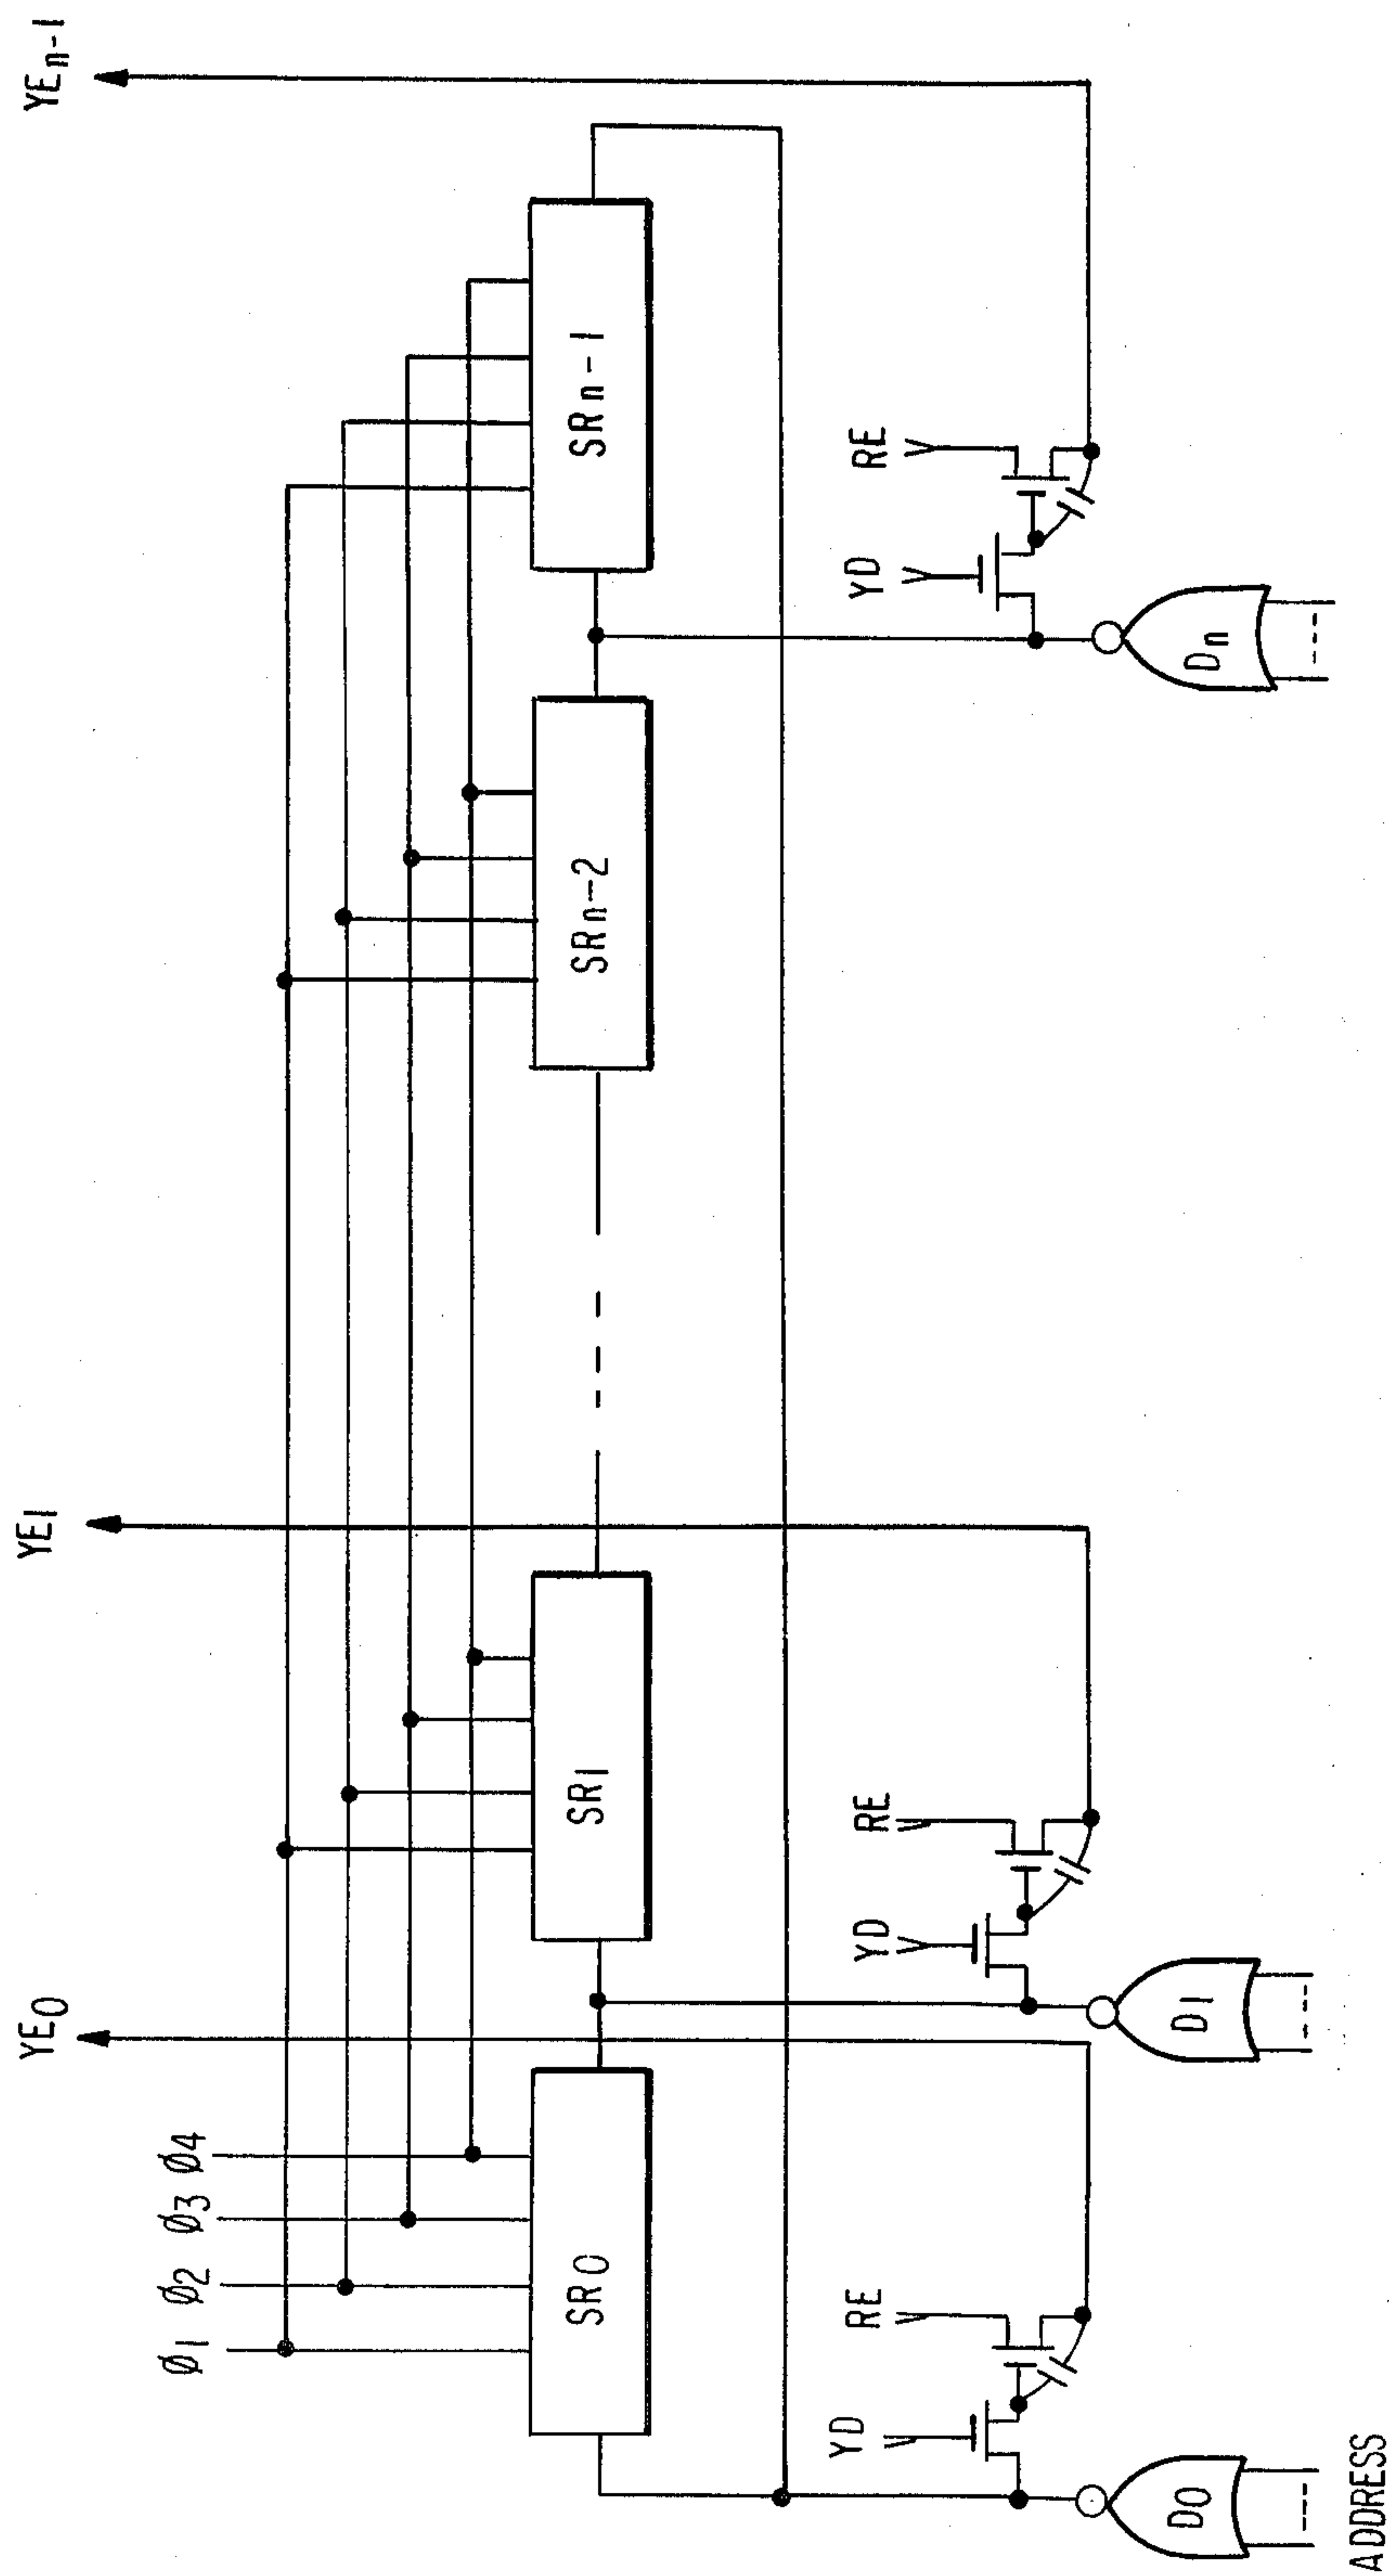 YE0 YE1 YEn-1
Ø1 Ø2 Ø3 Ø4
SR0 SR1 SRn-2 SRn-1
YD RE YD RE YD RE
D0 D1 Dn
ADDRESS